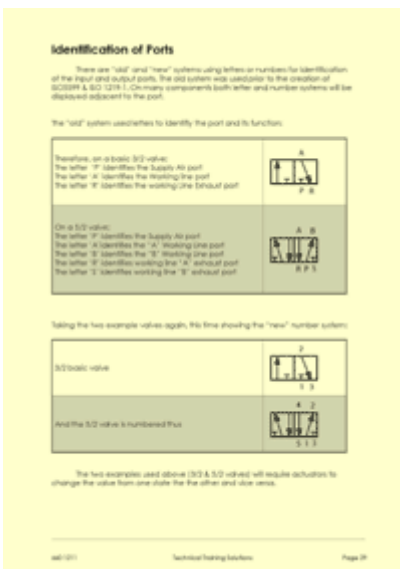 Identification of Ports
There are "old" and "new" systems using letters or numbers for identification
of the input and output ports. The old system was used prior to the creation of
ISO5599 & ISO 1219-1. On many components both letter and number systems will be
displayed adjacent to the port.
The "old" system used letters to identify the port and its function:
Therefore, on a basic 3/2 valve:
The letter 'P' identifies the Supply Air port
The letter 'A' identifies the Working line port
The letter 'R' identifies the working Line Exhaust port
A
P R
On a 5/2 valve:
The letter 'P' identifies the Supply Air port
The letter 'A' identifies the "A" Working Line port
The letter 'B' identifies the "B" Working Line port
The letter 'R' identifies working line "A" exhaust port
The letter 'S' identifies working line "B" exhaust port
A B
R P S
Taking the two example valves again, this time showing the "new" number system:
3/2 basic valve
2
1 3
And the 5/2 valve is numbered thus
4 2
5 1 3
The two examples used above (3/2 & 5/2 valves) will require actuators to
change the valve from one state the the other and vice versa.
Technical Training Solutions
Page 39